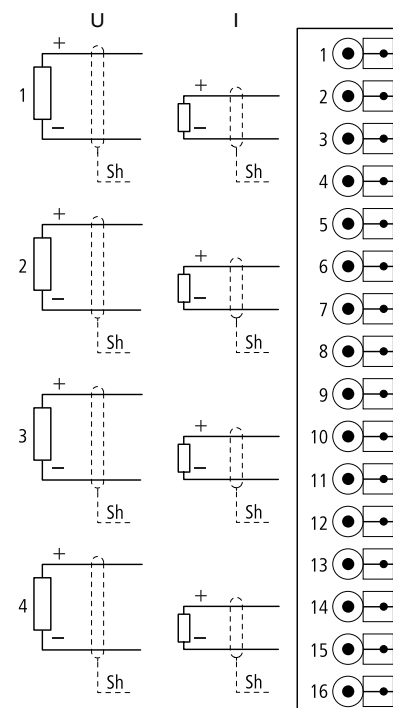 U I
+ + 1
1 2
– – 3
Sh Sh 4
+ 5
2 + 6
– – 7
Sh Sh 8
+ 9
3 + 10
– – 11
Sh Sh 12
+ 13
4 + 14
– – 15
Sh Sh 16